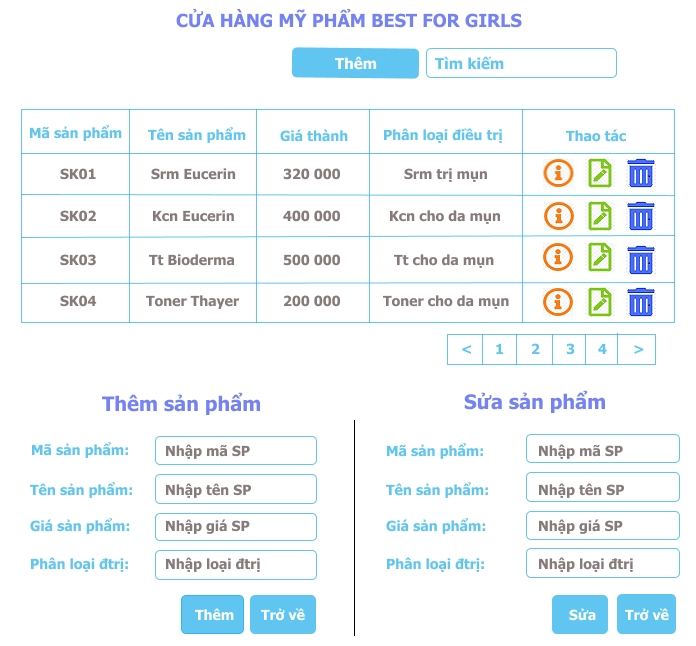 CỬA HÀNG MỸ PHẨM BEST FOR GIRLS
Thêm Tìm kiếm
Mã sản phẩm Tên sản phẩm Giá thành Phân loại điều trị Thao tác
SK01 Srm Eucerin 320 000 Srm trị mụn
SK02 Kcn Eucerin 400 000 Kcn cho da mụn
SK03 Tt Bioderma 500 000 Tt cho da mụn
SK04 Toner Thayer 200 000 Toner cho da mụn
< 1 2 3 4 >
Thêm sản phẩm
Mã sản phẩm: Nhập mã SP
Tên sản phẩm: Nhập tên SP
Giá sản phẩm: Nhập giá SP
Phân loại đtrị: Nhập loại đtrị
Thêm Trở về
Sửa sản phẩm
Mã sản phẩm: Nhập mã SP
Tên sản phẩm: Nhập tên SP
Giá sản phẩm: Nhập giá SP
Phân loại đtrị: Nhập loại đtrị
Sửa Trở về